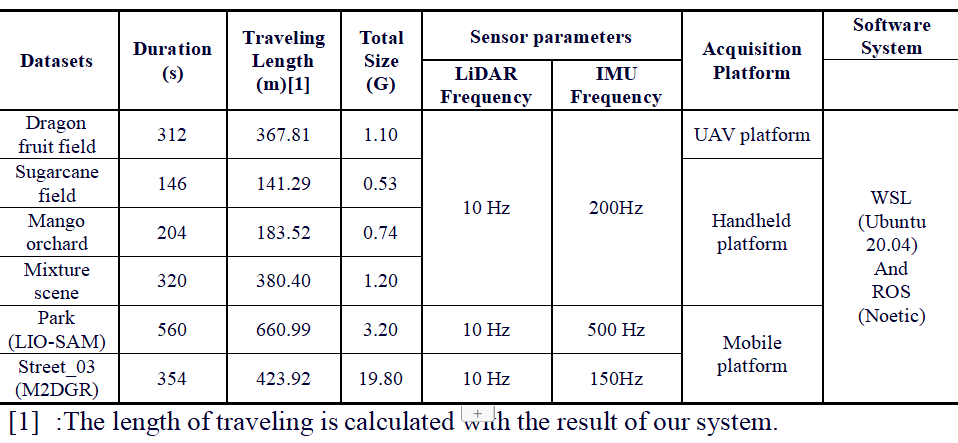 Datasets Duration (s) Traveling Length (m)[1] Total Size (G) Sensor parameters Acquisition Platform Software System
LiDAR Frequency IMU Frequency
Dragon fruit field 312 367.81 1.10 10 Hz 200Hz UAV platform WSL (Ubuntu 20.04) And ROS (Noetic)
Sugarcane field 146 141.29 0.53 Handheld platform
Mango orchard 204 183.52 0.74
Mixture scene 320 380.40 1.20
Park (LIO-SAM) 560 660.99 3.20 10 Hz 500 Hz Mobile platform
Street_03 (M2DGR) 354 423.92 19.80 10 Hz 150Hz
[1] :The length of traveling is calculated with the result of our system.